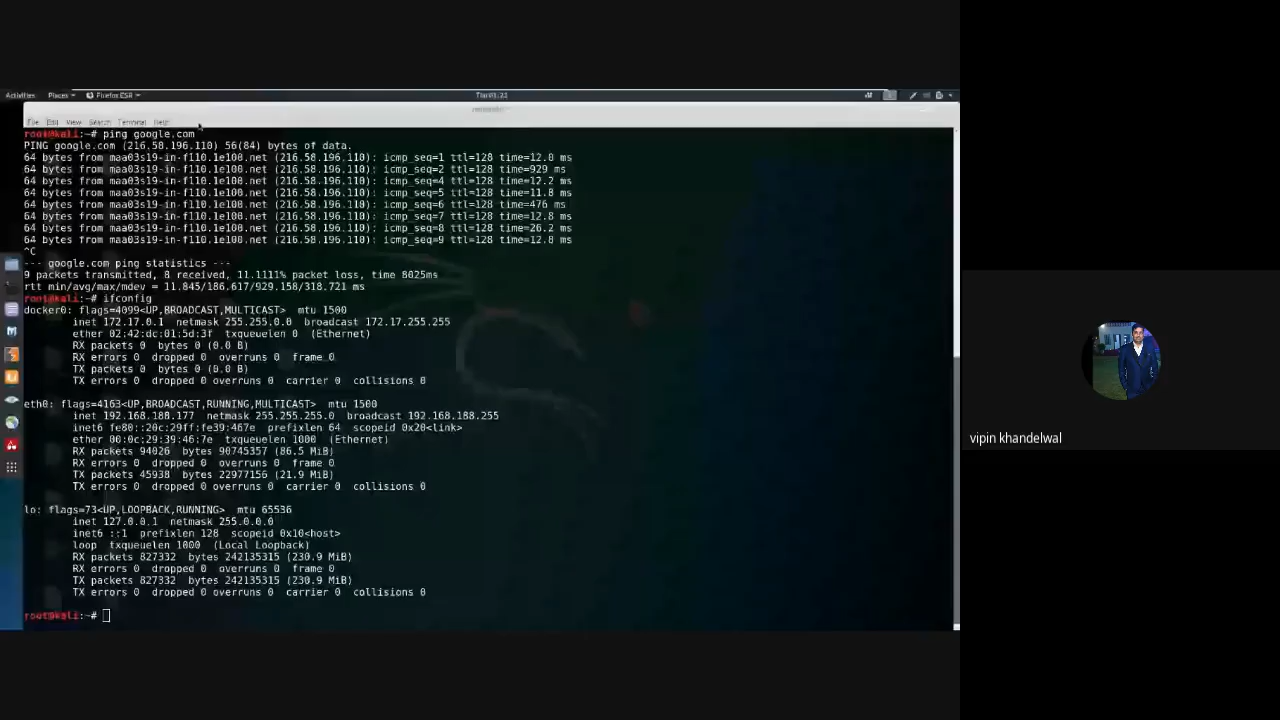 Activities Places Firefox ESR
File Edit View Search Terminal Help
root@kali:~# ping google.com
PING google.com (216.58.196.110) 56(84) bytes of data.
64 bytes from maa03s19-in-f110.1e100.net (216.58.196.110): icmp_seq=1 ttl=128 time=12.0 ms
64 bytes from maa03s19-in-f110.1e100.net (216.58.196.110): icmp_seq=2 ttl=128 time=929 ms
64 bytes from maa03s19-in-f110.1e100.net (216.58.196.110): icmp_seq=4 ttl=128 time=12.2 ms
64 bytes from maa03s19-in-f110.1e100.net (216.58.196.110): icmp_seq=5 ttl=128 time=11.8 ms
64 bytes from maa03s19-in-f110.1e100.net (216.58.196.110): icmp_seq=6 ttl=128 time=476 ms
64 bytes from maa03s19-in-f110.1e100.net (216.58.196.110): icmp_seq=7 ttl=128 time=12.8 ms
64 bytes from maa03s19-in-f110.1e100.net (216.58.196.110): icmp_seq=8 ttl=128 time=26.2 ms
64 bytes from maa03s19-in-f110.1e100.net (216.58.196.110): icmp_seq=9 ttl=128 time=12.8 ms
^C
--- google.com ping statistics ---
9 packets transmitted, 8 received, 11.1111% packet loss, time 8025ms
rtt min/avg/max/mdev = 11.845/186.617/929.158/318.721 ms
root@kali:~# ifconfig
docker0: flags=4099<UP,BROADCAST,MULTICAST> mtu 1500
inet 172.17.0.1 netmask 255.255.0.0 broadcast 172.17.255.255
ether 02:42:dc:01:5d:3f txqueuelen 0 (Ethernet)
RX packets 0 bytes 0 (0.0 B)
RX errors 0 dropped 0 overruns 0 frame 0
TX packets 0 bytes 0 (0.0 B)
TX errors 0 dropped 0 overruns 0 carrier 0 collisions 0
eth0: flags=4163<UP,BROADCAST,RUNNING,MULTICAST> mtu 1500
inet 192.168.188.177 netmask 255.255.255.0 broadcast 192.168.188.255
inet6 fe80::20c:29ff:fe39:467e prefixlen 64 scopeid 0x20<link>
ether 00:0c:29:39:46:7e txqueuelen 1000 (Ethernet)
RX packets 94026 bytes 90745357 (86.5 MiB)
RX errors 0 dropped 0 overruns 0 frame 0
TX packets 45938 bytes 22977156 (21.9 MiB)
TX errors 0 dropped 0 overruns 0 carrier 0 collisions 0
lo: flags=73<UP,LOOPBACK,RUNNING> mtu 65536
inet 127.0.0.1 netmask 255.0.0.0
inet6 ::1 prefixlen 128 scopeid 0x10<host>
loop txqueuelen 1000 (Local Loopback)
RX packets 827332 bytes 242135315 (230.9 MiB)
RX errors 0 dropped 0 overruns 0 frame 0
TX packets 827332 bytes 242135315 (230.9 MiB)
TX errors 0 dropped 0 overruns 0 carrier 0 collisions 0
root@kali:~#
vipin khandelwal